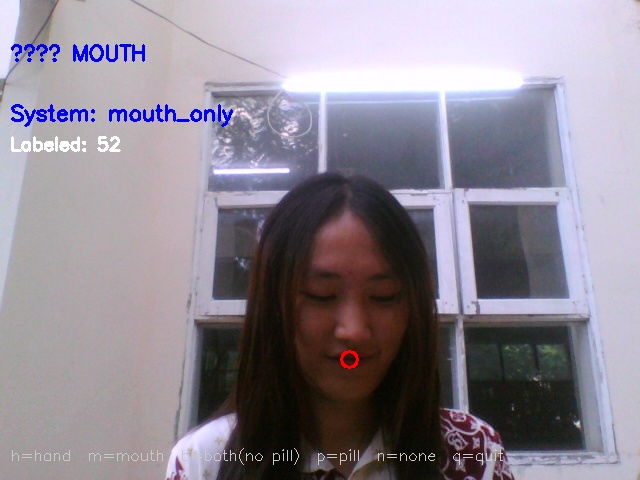 ???? MOUTH
System: mouth_only
Labeled: 52
h=hand m=mouth b=both(no pill) p=pill n=none q=quit